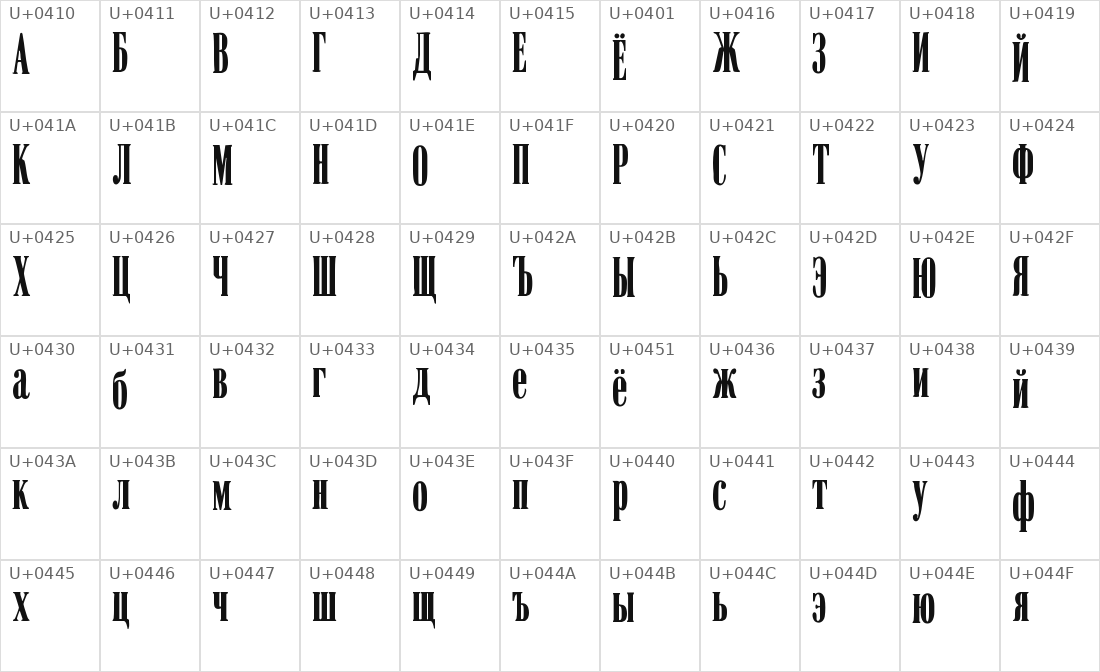 U+0410 U+0411 U+0412 U+0413 U+0414 U+0415 U+0401 U+0416 U+0417 U+0418 U+0419
А Б В Г Д Е Ё Ж З И Й
U+041A U+041B U+041C U+041D U+041E U+041F U+0420 U+0421 U+0422 U+0423 U+0424
К Л М Н О П Р С Т У Ф
U+0425 U+0426 U+0427 U+0428 U+0429 U+042A U+042B U+042C U+042D U+042E U+042F
Х Ц Ч Ш Щ Ъ Ы Ь Э Ю Я
U+0430 U+0431 U+0432 U+0433 U+0434 U+0435 U+0451 U+0436 U+0437 U+0438 U+0439
а б в г д е ё ж з и й
U+043A U+043B U+043C U+043D U+043E U+043F U+0440 U+0441 U+0442 U+0443 U+0444
к л м н о п р с т у ф
U+0445 U+0446 U+0447 U+0448 U+0449 U+044A U+044B U+044C U+044D U+044E U+044F
х ц ч ш щ ъ ы ь э ю я